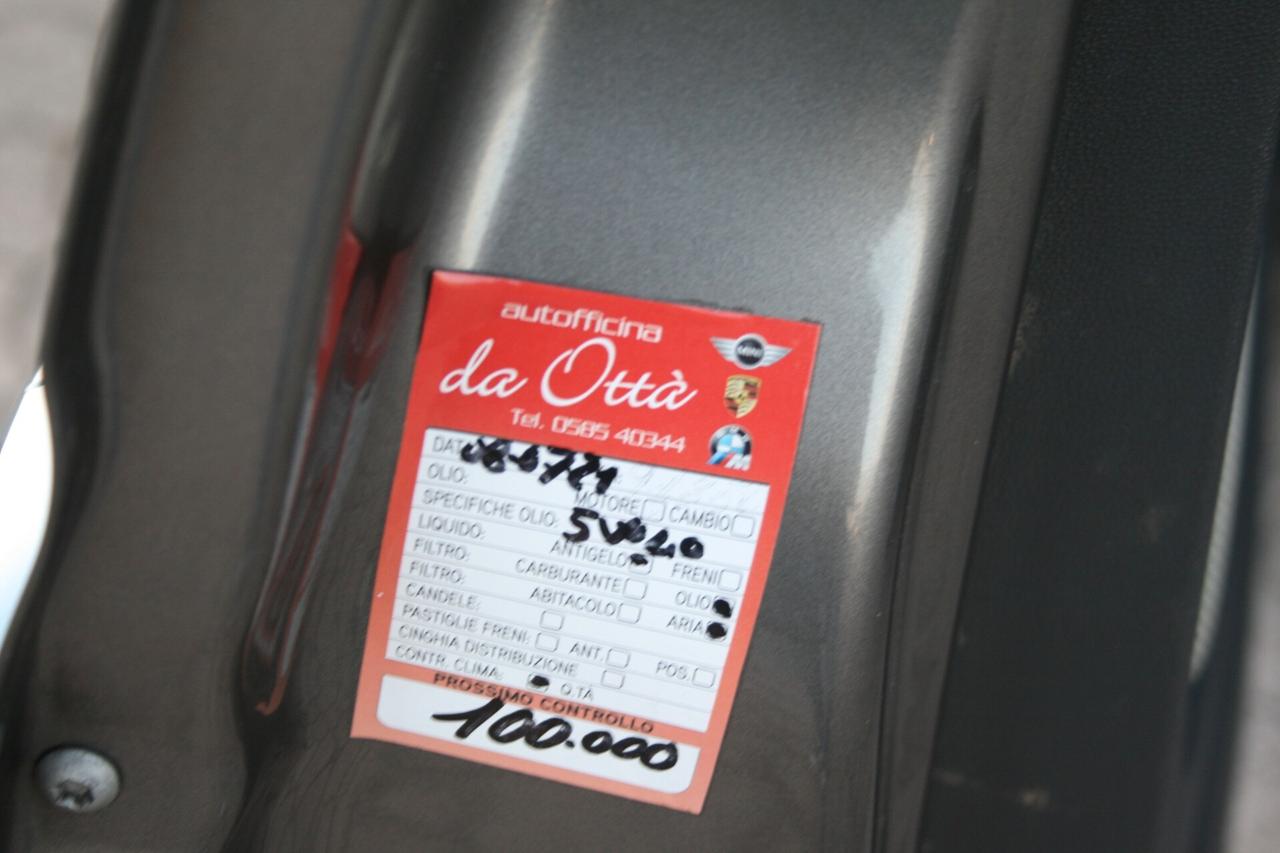 autofficina
da Ottà
MINI
Tel. 0585 40344
DATA
OLIO: MOTORE CAMBIO
SPECIFICHE OLIO: 5W40
LIQUIDO: ANTIGELO FRENI
FILTRO: CARBURANTE OLIO
FILTRO: ABITACOLO ARIA
CANDELE:
PASTIGLIE FRENI: ANT. POS.
CINGHIA DISTRIBUZIONE
CONTR. CLIMA: Q.TÀ
PROSSIMO CONTROLLO
100.000